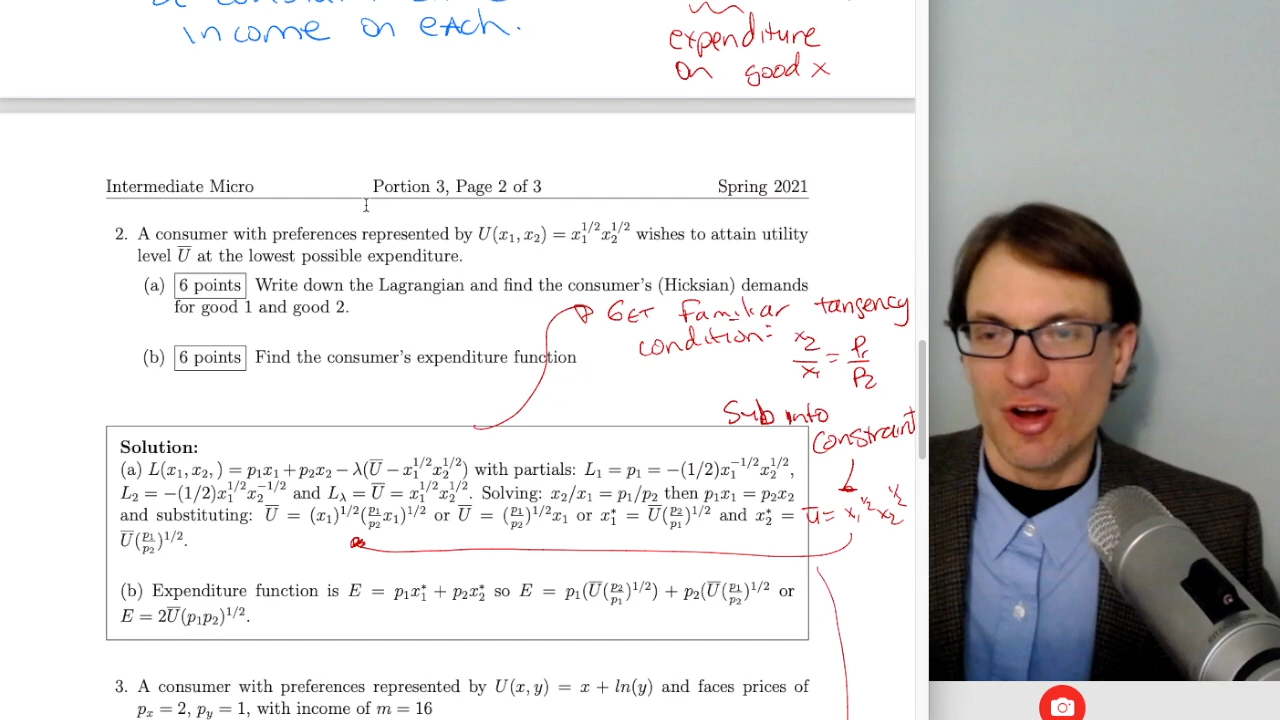 income on each.
expenditure
on good x
Intermediate Micro Portion 3, Page 2 of 3 Spring 2021
2. A consumer with preferences represented by U(x₁, x₂) = x₁^{1/2}x₂^{1/2} wishes to attain utility
level U̅ at the lowest possible expenditure.
(a) 6 points Write down the Lagrangian and find the consumer's (Hicksian) demands
for good 1 and good 2.
GET familiar tangency
condition: x₂/x₁ = p₁/p₂
(b) 6 points Find the consumer's expenditure function
Sub into
constraint
U̅ = x₁^{1/2} x₂^{1/2}
Solution:
(a) L(x₁, x₂, ) = p₁x₁ + p₂x₂ − λ(U̅ − x₁^{1/2}x₂^{1/2}) with partials: L₁ = p₁ = −(1/2)x₁^{−1/2}x₂^{1/2},
L₂ = −(1/2)x₁^{1/2}x₂^{−1/2} and L_λ = U̅ = x₁^{1/2}x₂^{1/2}. Solving: x₂/x₁ = p₁/p₂ then p₁x₁ = p₂x₂
and substituting: U̅ = (x₁)^{1/2}(p₁/p₂ x₁)^{1/2} or U̅ = (p₁/p₂)^{1/2}x₁ or x₁* = U̅(p₂/p₁)^{1/2} and x₂* =
U̅(p₁/p₂)^{1/2}.
(b) Expenditure function is E = p₁x₁* + p₂x₂* so E = p₁(U̅(p₂/p₁)^{1/2}) + p₂(U̅(p₁/p₂)^{1/2} or
E = 2U̅(p₁p₂)^{1/2}.
3. A consumer with preferences represented by U(x, y) = x + ln(y) and faces prices of
pₓ = 2, p_y = 1, with income of m = 16